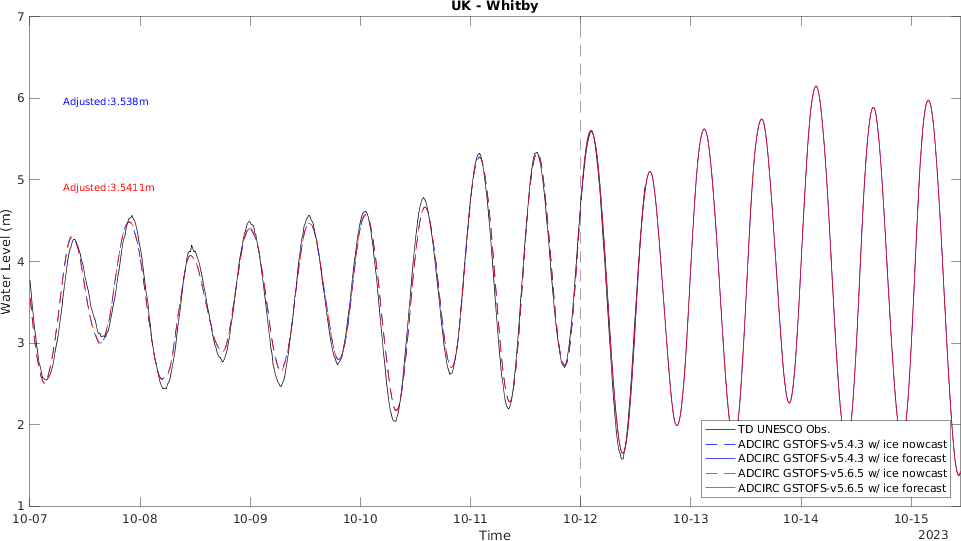 UK - Whitby
7
6
5
4
3
2
1
Water Level (m)
Adjusted:3.538m
Adjusted:3.5411m
TD UNESCO Obs.
ADCIRC GSTOFS-v5.4.3 w/ ice nowcast
ADCIRC GSTOFS-v5.4.3 w/ ice forecast
ADCIRC GSTOFS-v5.6.5 w/ ice nowcast
ADCIRC GSTOFS-v5.6.5 w/ ice forecast
10-07 10-08 10-09 10-10 10-11 10-12 10-13 10-14 10-15
Time
2023